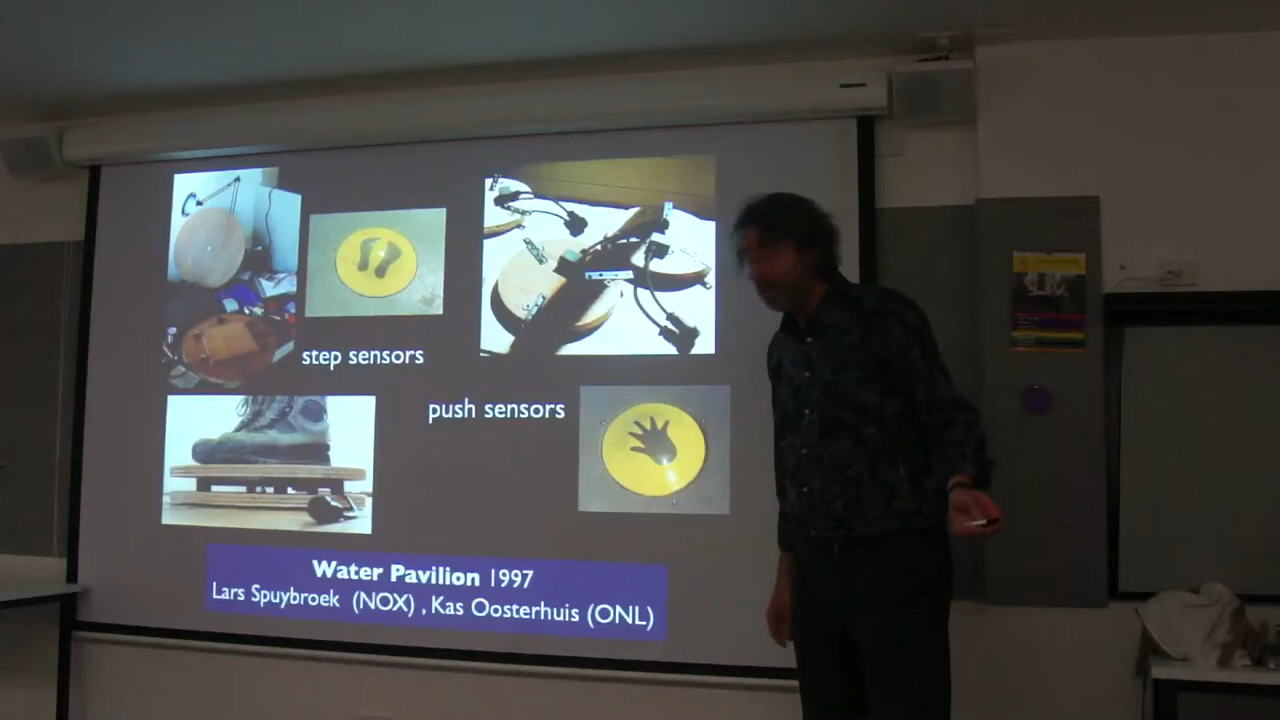 step sensors
push sensors
Water Pavilion 1997
Lars Spuybroek (NOX) , Kas Oosterhuis (ONL)